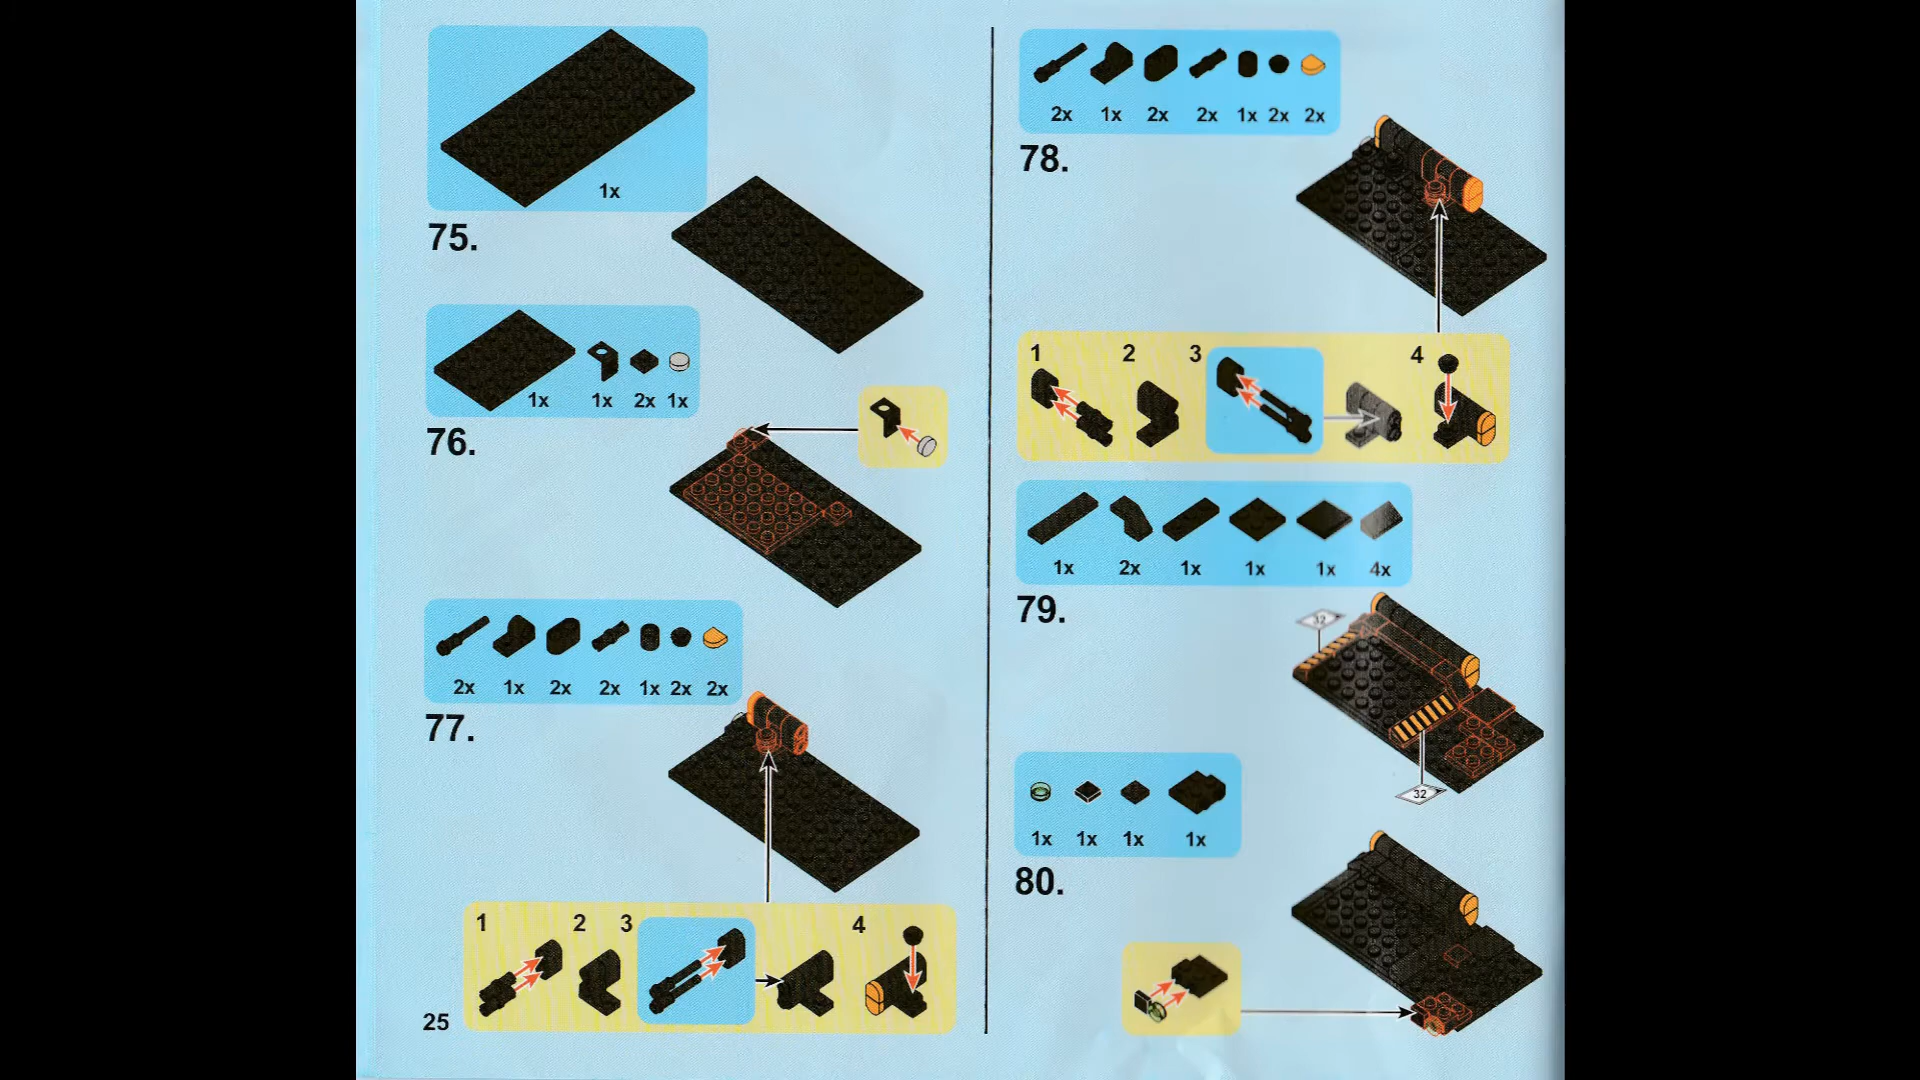 1x
75.
1x 1x 2x 1x
76.
2x 1x 2x 2x 1x 2x 2x
77.
1 2 3 4
25
2x 1x 2x 2x 1x 2x 2x
78.
1 2 3 4
1x 2x 1x 1x 1x 4x
79.
32
32
1x 1x 1x 1x
80.